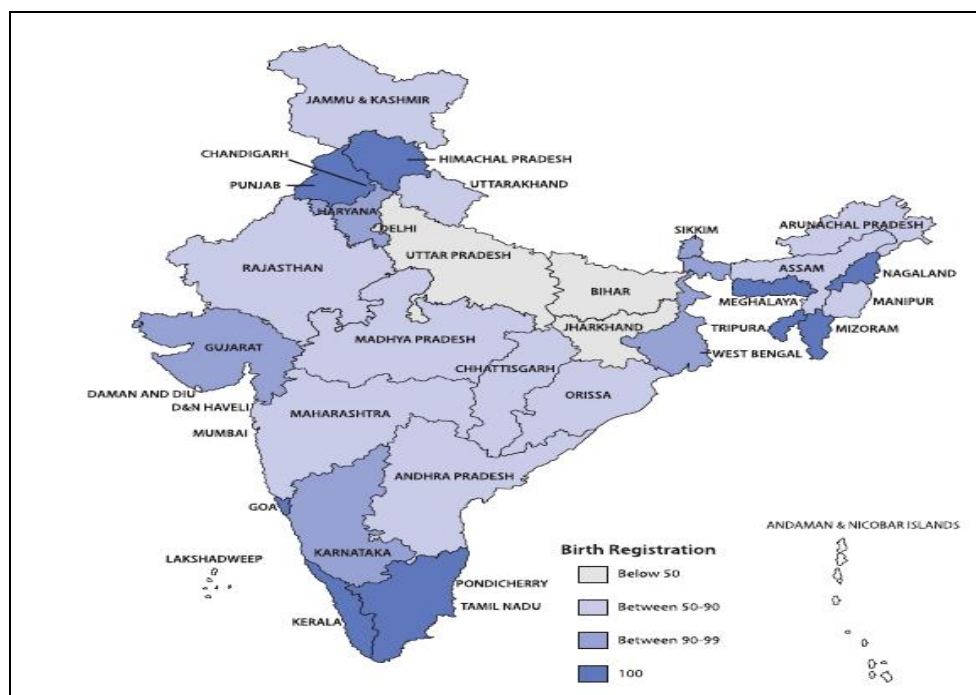 JAMMU & KASHMIR
CHANDIGARH
HIMACHAL PRADESH
PUNJAB
UTTARAKHAND
HARYANA
DELHI
SIKKIM
ARUNACHAL PRADESH
RAJASTHAN
UTTAR PRADESH
ASSAM
NAGALAND
BIHAR
MEGHALAYA
MANIPUR
JHARKHAND
TRIPURA
MIZORAM
GUJARAT
MADHYA PRADESH
WEST BENGAL
CHHATTISGARH
DAMAN AND DIU
ORISSA
D&N HAVELI
MAHARASHTRA
MUMBAI
ANDHRA PRADESH
GOA
ANDAMAN & NICOBAR ISLANDS
KARNATAKA
LAKSHADWEEP
PONDICHERRY
TAMIL NADU
KERALA
Birth Registration
Below 50
Between 50-90
Between 90-99
100